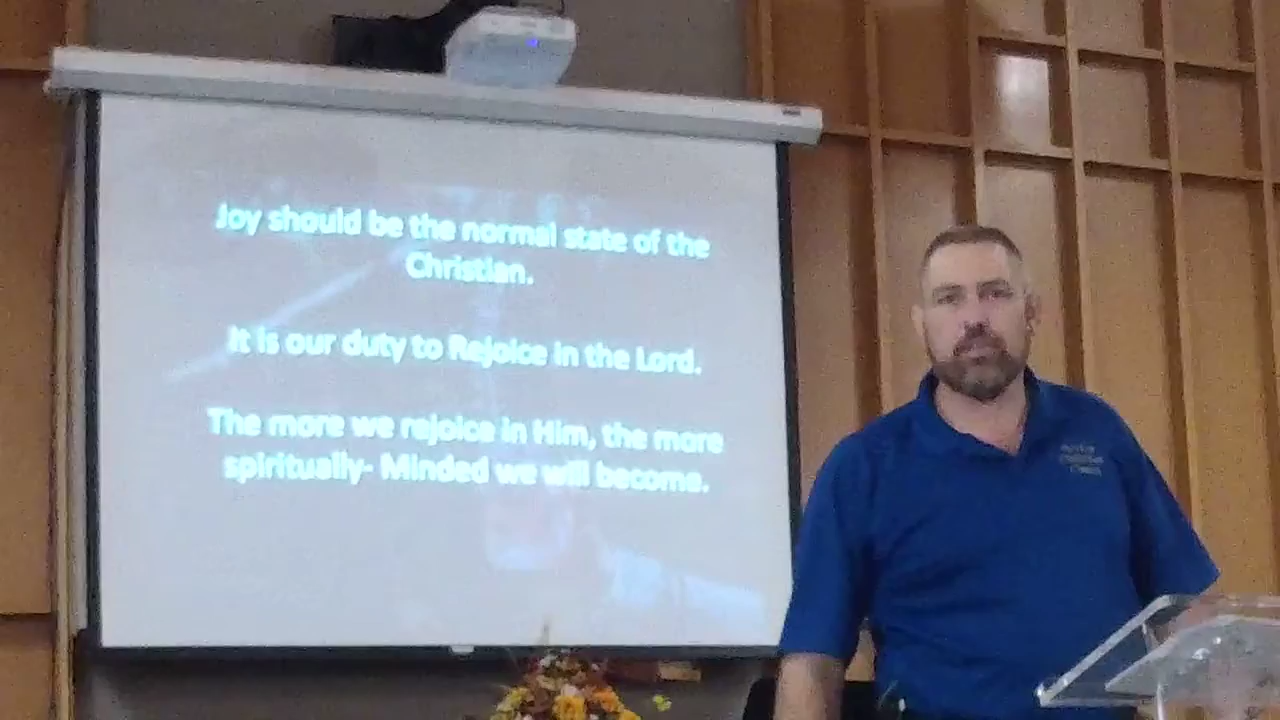 Joy should be the normal state of the
Christian.
It is our duty to Rejoice in the Lord.
The more we rejoice in Him, the more
spiritually- Minded we will become.